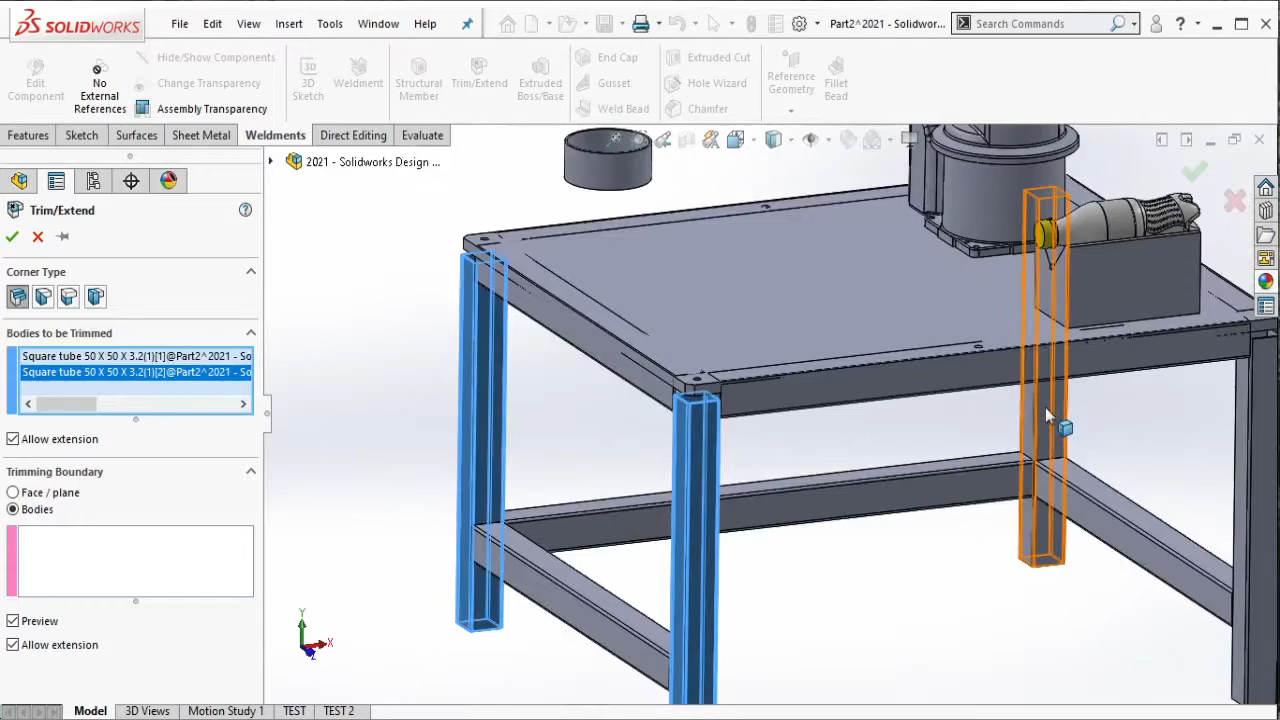 SOLIDWORKS
File Edit View Insert Tools Window Help
Part2^2021 - Solidwor...
Search Commands
Edit Component
No External References
Hide/Show Components
Change Transparency
Assembly Transparency
3D Sketch
Weldment
Structural Member
Trim/Extend
Extruded Boss/Base
End Cap
Gusset
Weld Bead
Extruded Cut
Hole Wizard
Chamfer
Reference Geometry
Fillet Bead
Features Sketch Surfaces Sheet Metal Weldments Direct Editing Evaluate
2021 - Solidworks Design ...
Trim/Extend
Corner Type
Bodies to be Trimmed
Square tube 50 X 50 X 3.2(1)[1]@Part2^2021 - So
Square tube 50 X 50 X 3.2(1)[2]@Part2^2021 - So
Allow extension
Trimming Boundary
Face / plane
Bodies
Preview
Allow extension
Y
X
Z
Model 3D Views Motion Study 1 TEST TEST 2